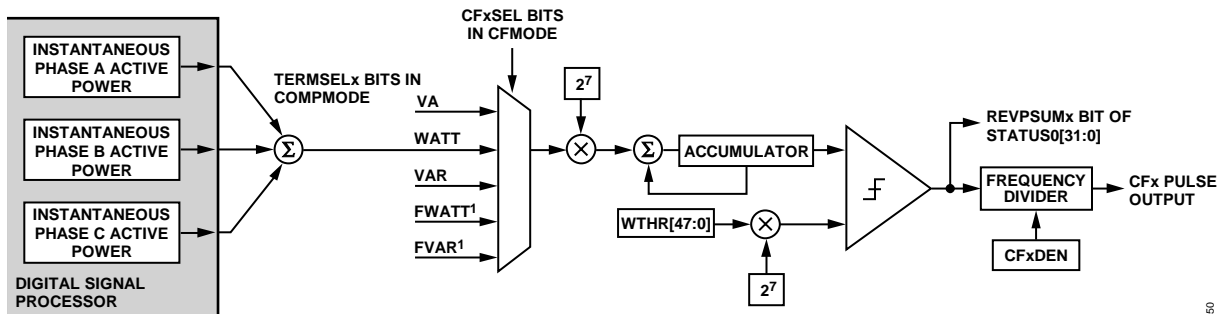 CFxSEL BITS
IN CFMODE
INSTANTANEOUS
PHASE A ACTIVE
POWER
TERMSELx BITS IN
COMPMODE
INSTANTANEOUS
PHASE B ACTIVE
POWER
INSTANTANEOUS
PHASE C ACTIVE
POWER
DIGITAL SIGNAL
PROCESSOR
Σ
VA
WATT
VAR
FWATT¹
FVAR¹
2⁷
×
Σ
ACCUMULATOR
WTHR[47:0]
×
2⁷
REVPSUMx BIT OF
STATUS0[31:0]
FREQUENCY
DIVIDER
CFx PULSE
OUTPUT
CFxDEN
50